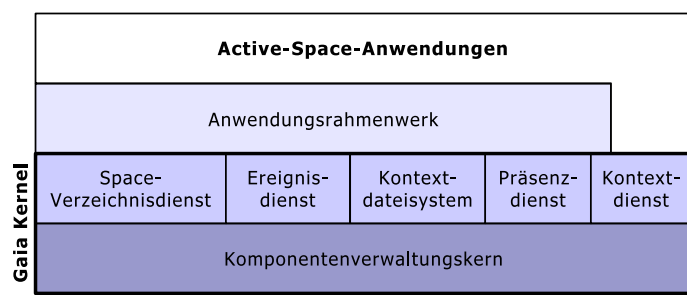 Active-Space-Anwendungen
Anwendungsrahmenwerk
Gaia Kernel
Space-
Verzeichnisdienst
Ereignis-
dienst
Kontext-
dateisystem
Präsenz-
dienst
Kontext-
dienst
Komponentenverwaltungskern